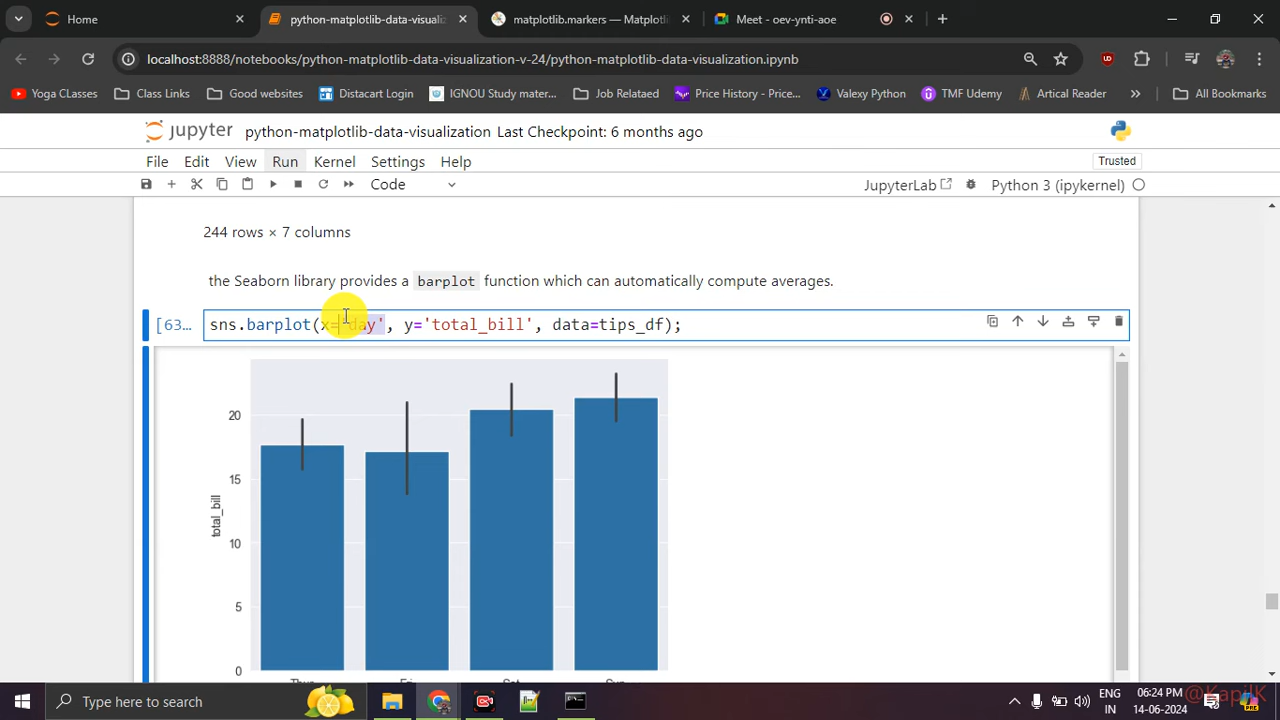 Home
python-matplotlib-data-visuali
matplotlib.markers — Matplotl
Meet - oev-ynti-aoe
localhost:8888/notebooks/python-matplotlib-data-visualization-v-24/python-matplotlib-data-visualization.ipynb
Yoga CLasses
Class Links
Good websites
Distacart Login
IGNOU Study mater...
Job Relataed
Price History - Price...
Valexy Python
TMF Udemy
Artical Reader
All Bookmarks
jupyter
python-matplotlib-data-visualization Last Checkpoint: 6 months ago
File Edit View Run Kernel Settings Help
Trusted
Code
JupyterLab
Python 3 (ipykernel)
244 rows × 7 columns
the Seaborn library provides a barplot function which can automatically compute averages.
[63...
sns.barplot(x='day', y='total_bill', data=tips_df);
20
15
10
5
0
total_bill
Type here to search
PRE
ENG
IN
06:24 PM
14-06-2024
@KapilK